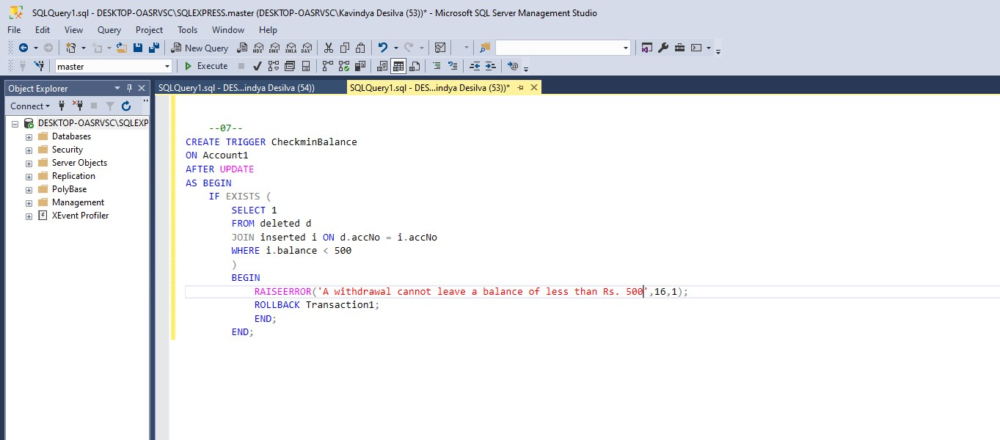 SQLQuery1.sql - DESKTOP-OASRVSC\SQLEXPRESS.master (DESKTOP-OASRVSC\Kavindya Desilva (53))* - Microsoft SQL Server Management Studio
File Edit View Query Project Tools Window Help
New Query MDX DMX XMLA DAX
master Execute
Object Explorer
SQLQuery1.sql - DES...indya Desilva (54))
SQLQuery1.sql - DES...indya Desilva (53))*
Connect
DESKTOP-OASRVSC\SQLEXP
Databases
Security
Server Objects
Replication
PolyBase
Management
XEvent Profiler
--07--
CREATE TRIGGER CheckminBalance
ON Account1
AFTER UPDATE
AS BEGIN
IF EXISTS (
SELECT 1
FROM deleted d
JOIN inserted i ON d.accNo = i.accNo
WHERE i.balance < 500
)
BEGIN
RAISEERROR('A withdrawal cannot leave a balance of less than Rs. 500',16,1);
ROLLBACK Transaction1;
END;
END;